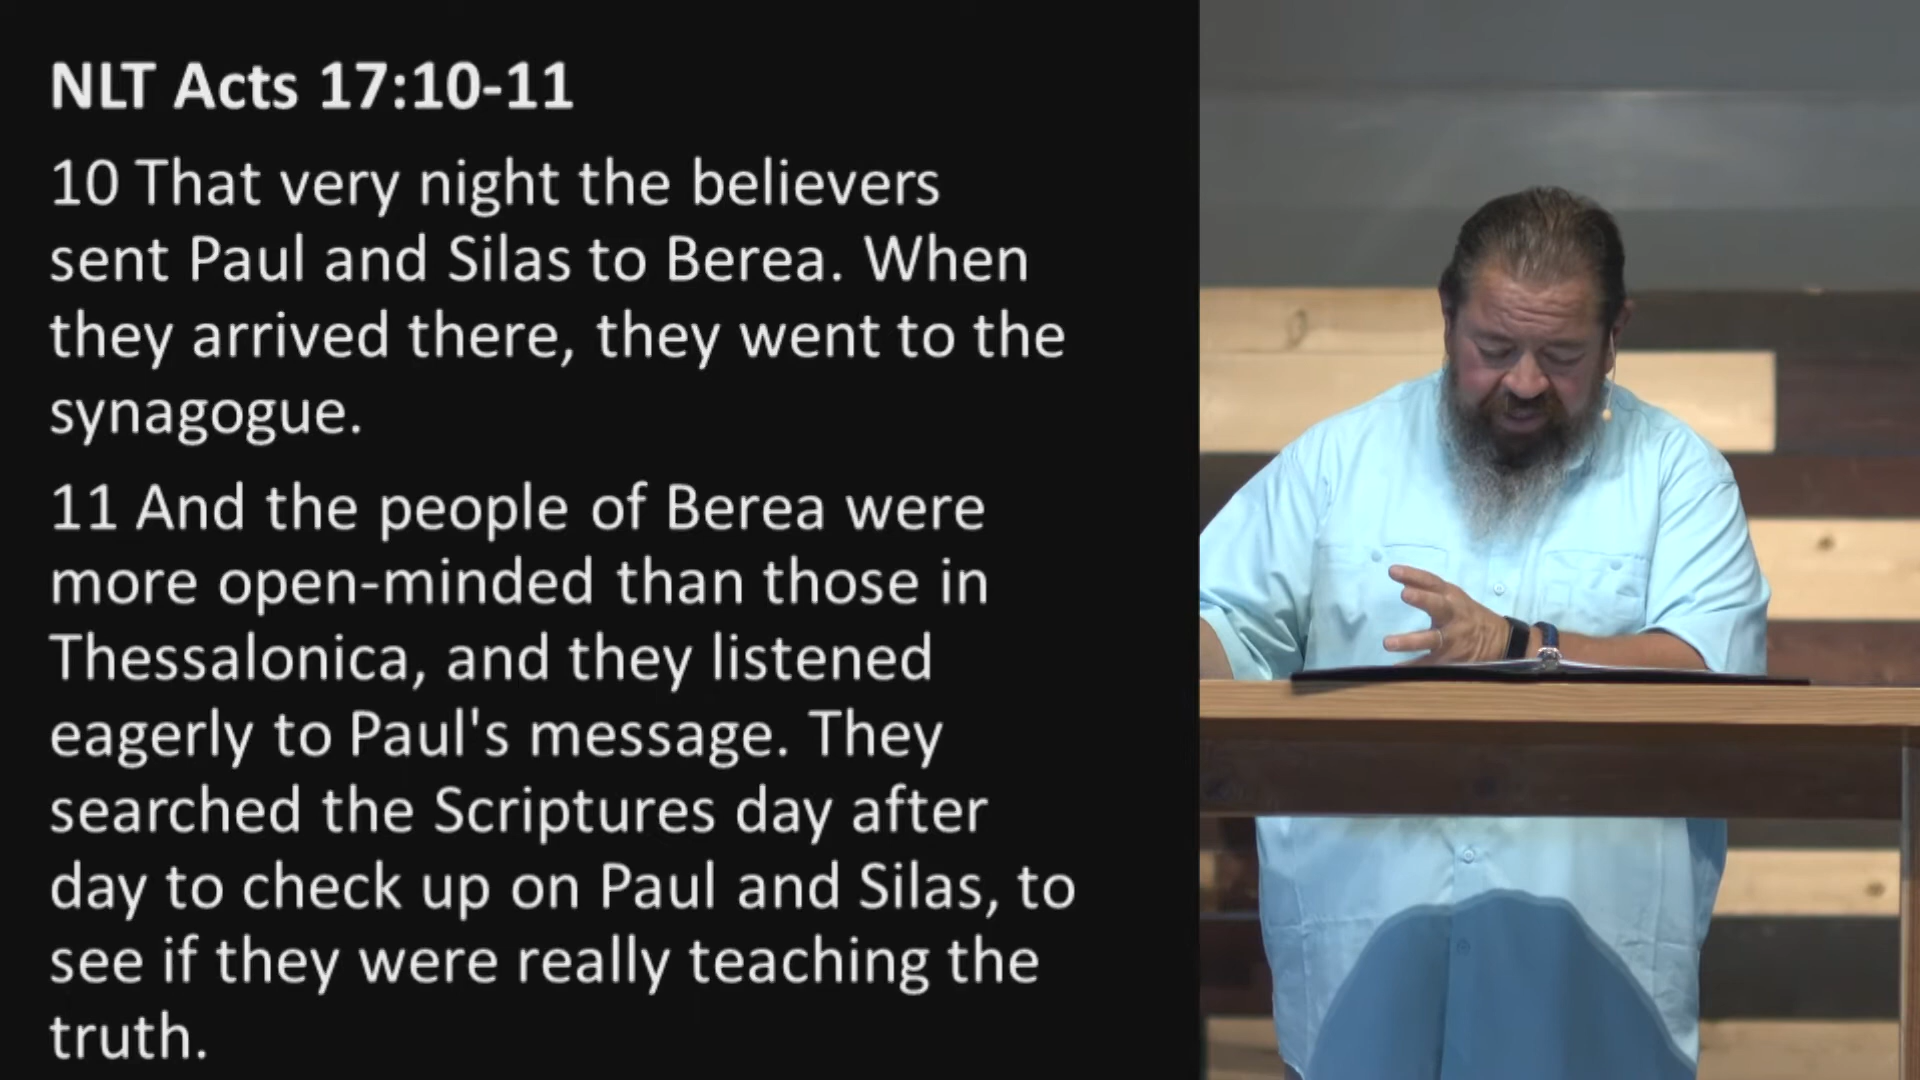 NLT Acts 17:10-11
10 That very night the believers
sent Paul and Silas to Berea. When
they arrived there, they went to the
synagogue.
11 And the people of Berea were
more open-minded than those in
Thessalonica, and they listened
eagerly to Paul's message. They
searched the Scriptures day after
day to check up on Paul and Silas, to
see if they were really teaching the
truth.